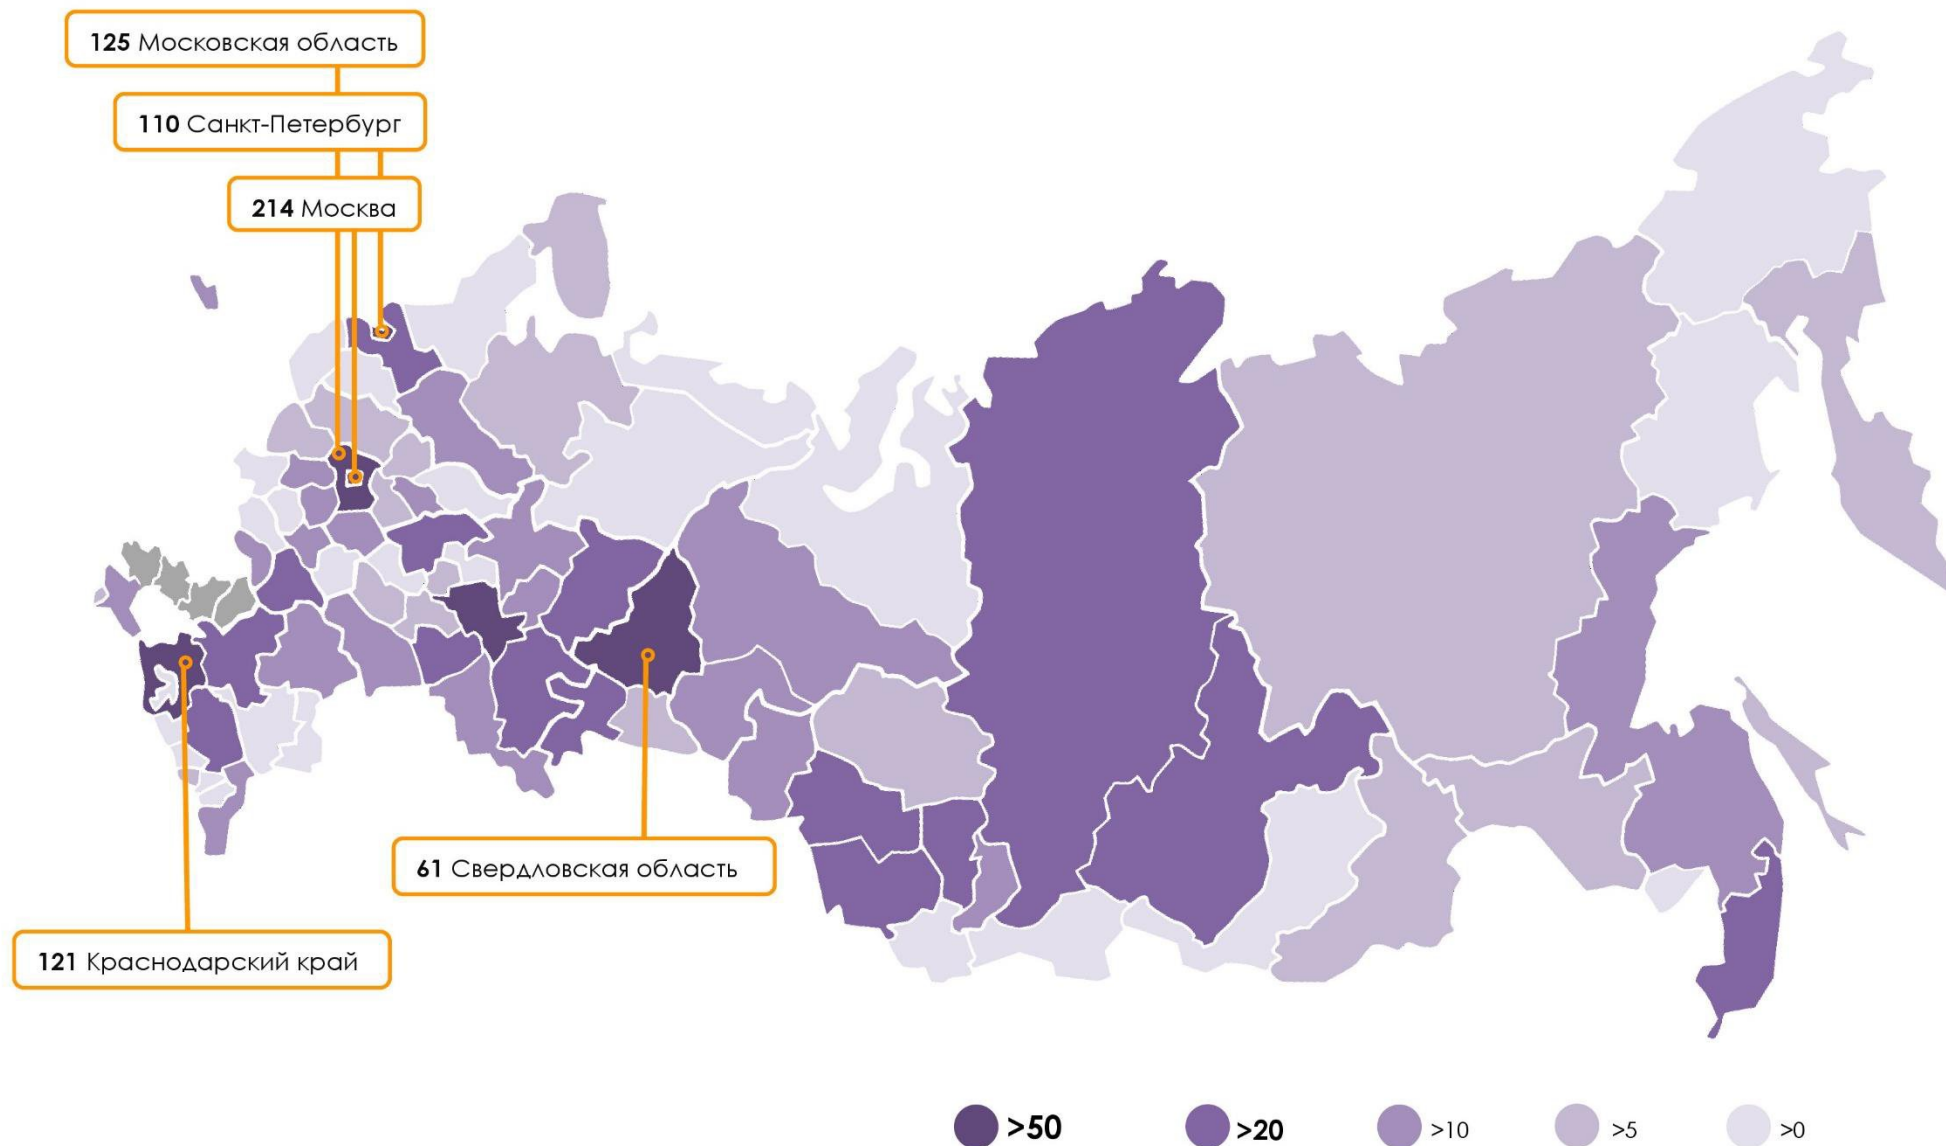 125 Московская область
110 Санкт-Петербург
214 Москва
61 Свердловская область
121 Краснодарский край
>50 >20 >10 >5 >0